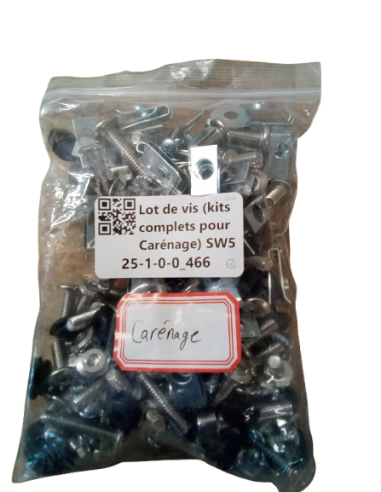 Lot de vis (kits
complets pour
Carénage) SW5
25-1-0-0_466
Carénage